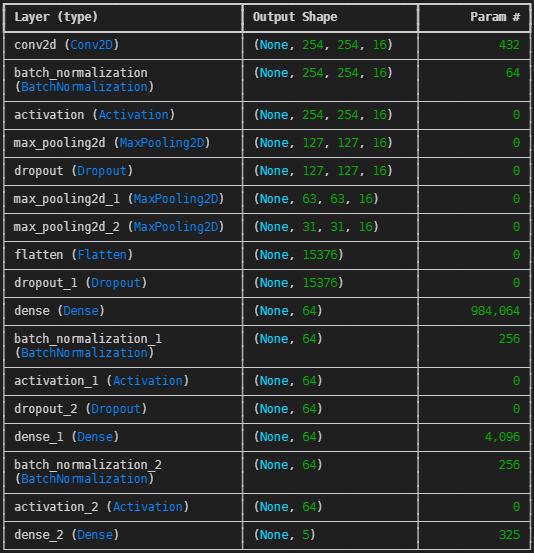 Layer (type) Output Shape Param #
conv2d (Conv2D) (None, 254, 254, 16) 432
batch_normalization (None, 254, 254, 16) 64
(BatchNormalization)
activation (Activation) (None, 254, 254, 16) 0
max_pooling2d (MaxPooling2D) (None, 127, 127, 16) 0
dropout (Dropout) (None, 127, 127, 16) 0
max_pooling2d_1 (MaxPooling2D) (None, 63, 63, 16) 0
max_pooling2d_2 (MaxPooling2D) (None, 31, 31, 16) 0
flatten (Flatten) (None, 15376) 0
dropout_1 (Dropout) (None, 15376) 0
dense (Dense) (None, 64) 984,064
batch_normalization_1 (None, 64) 256
(BatchNormalization)
activation_1 (Activation) (None, 64) 0
dropout_2 (Dropout) (None, 64) 0
dense_1 (Dense) (None, 64) 4,096
batch_normalization_2 (None, 64) 256
(BatchNormalization)
activation_2 (Activation) (None, 64) 0
dense_2 (Dense) (None, 5) 325